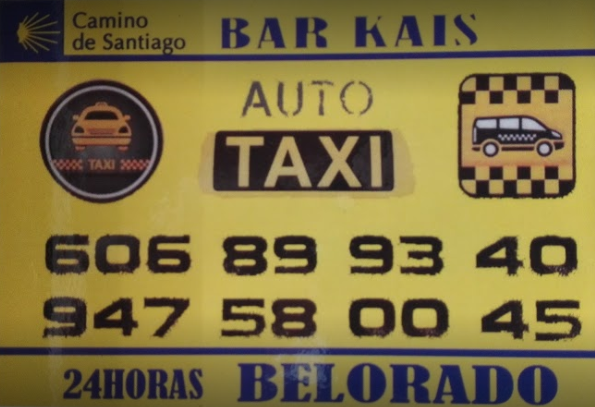 Camino
de Santiago
BAR KAIS
AUTO
TAXI
TAXI
606 89 93 40
947 58 00 45
24HORAS BELORADO